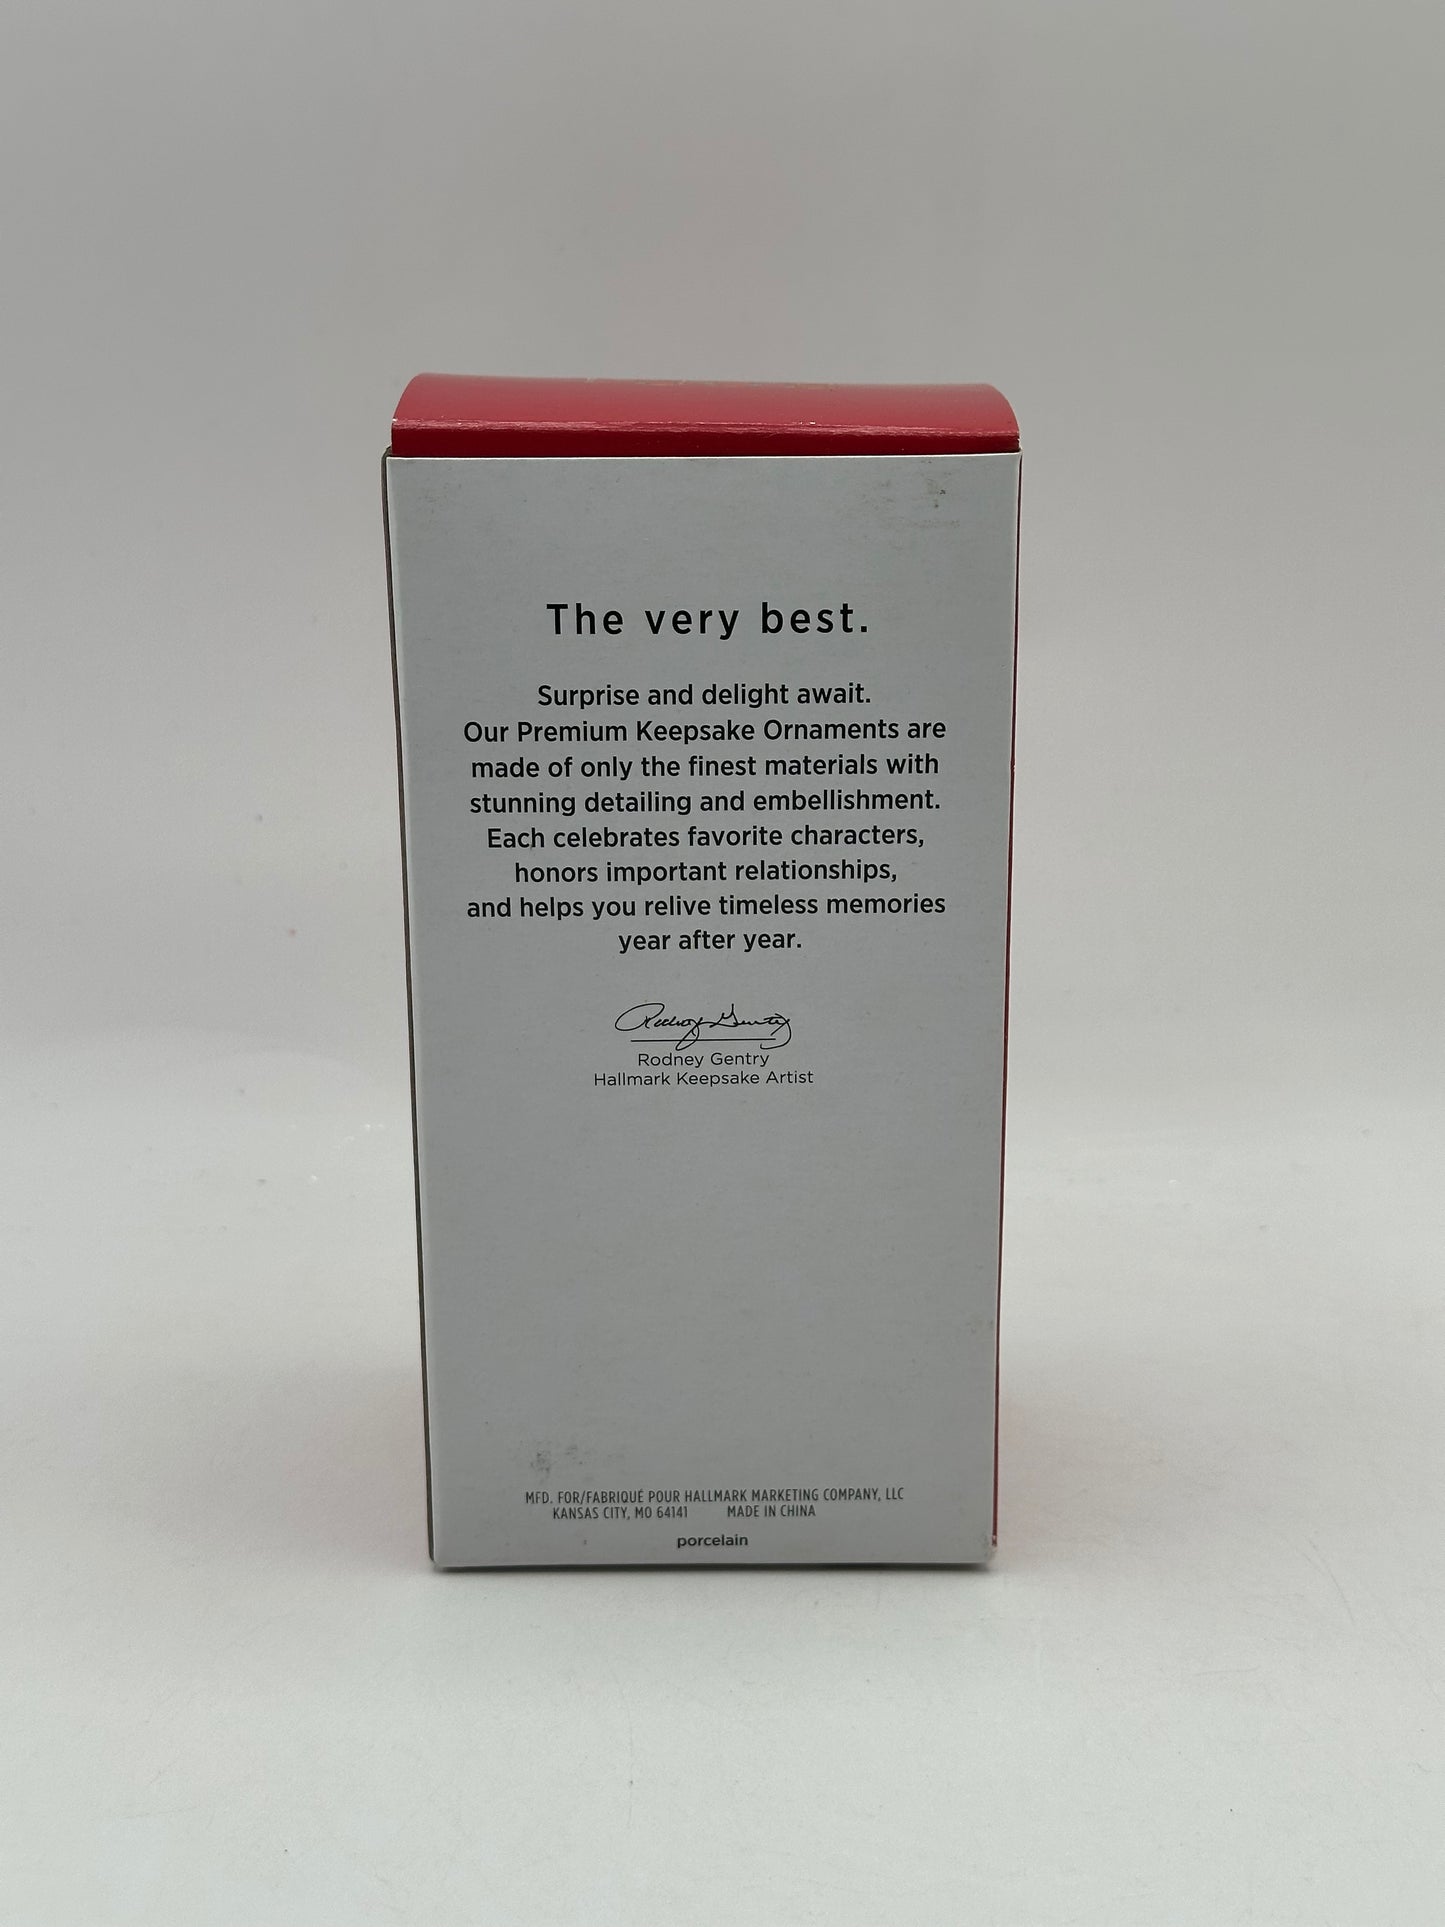 The very best.
Surprise and delight await.
Our Premium Keepsake Ornaments are
made of only the finest materials with
stunning detailing and embellishment.
Each celebrates favorite characters,
honors important relationships,
and helps you relive timeless memories
year after year.
Rodney Gentry
Rodney Gentry
Hallmark Keepsake Artist
MFD. FOR/FABRIQUÉ POUR HALLMARK MARKETING COMPANY, LLC
KANSAS CITY, MO 64141 MADE IN CHINA
porcelain